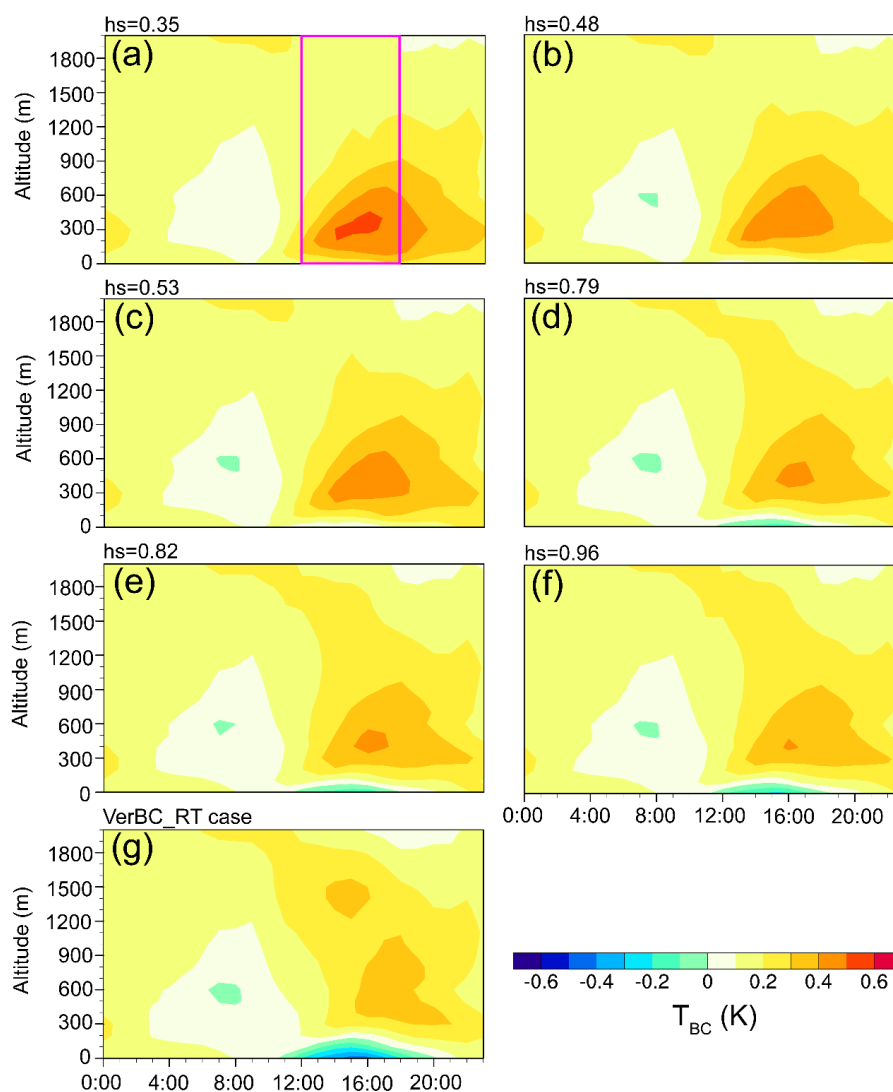 hs=0.35
(a)
Altitude (m)
1800
1500
1200
900
600
300
0
hs=0.48
(b)
hs=0.53
(c)
Altitude (m)
1800
1500
1200
900
600
300
0
hs=0.79
(d)
hs=0.82
(e)
Altitude (m)
1800
1500
1200
900
600
300
0
hs=0.96
(f)
0:00 4:00 8:00 12:00 16:00 20:00
VerBC_RT case
(g)
Altitude (m)
1800
1500
1200
900
600
300
0
0:00 4:00 8:00 12:00 16:00 20:00
-0.6 -0.4 -0.2 0 0.2 0.4 0.6
T_BC (K)